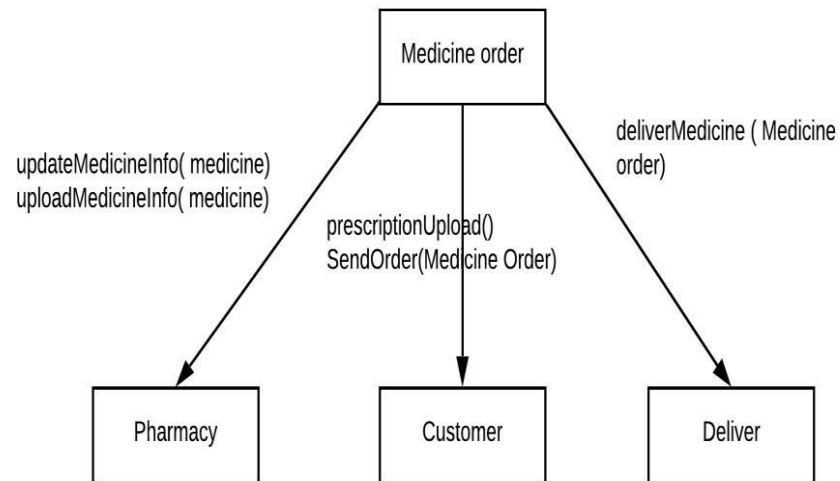 Medicine order
updateMedicineInfo( medicine)
uploadMedicineInfo( medicine)
deliverMedicine ( Medicine
order)
prescriptionUpload()
SendOrder(Medicine Order)
Pharmacy
Customer
Deliver